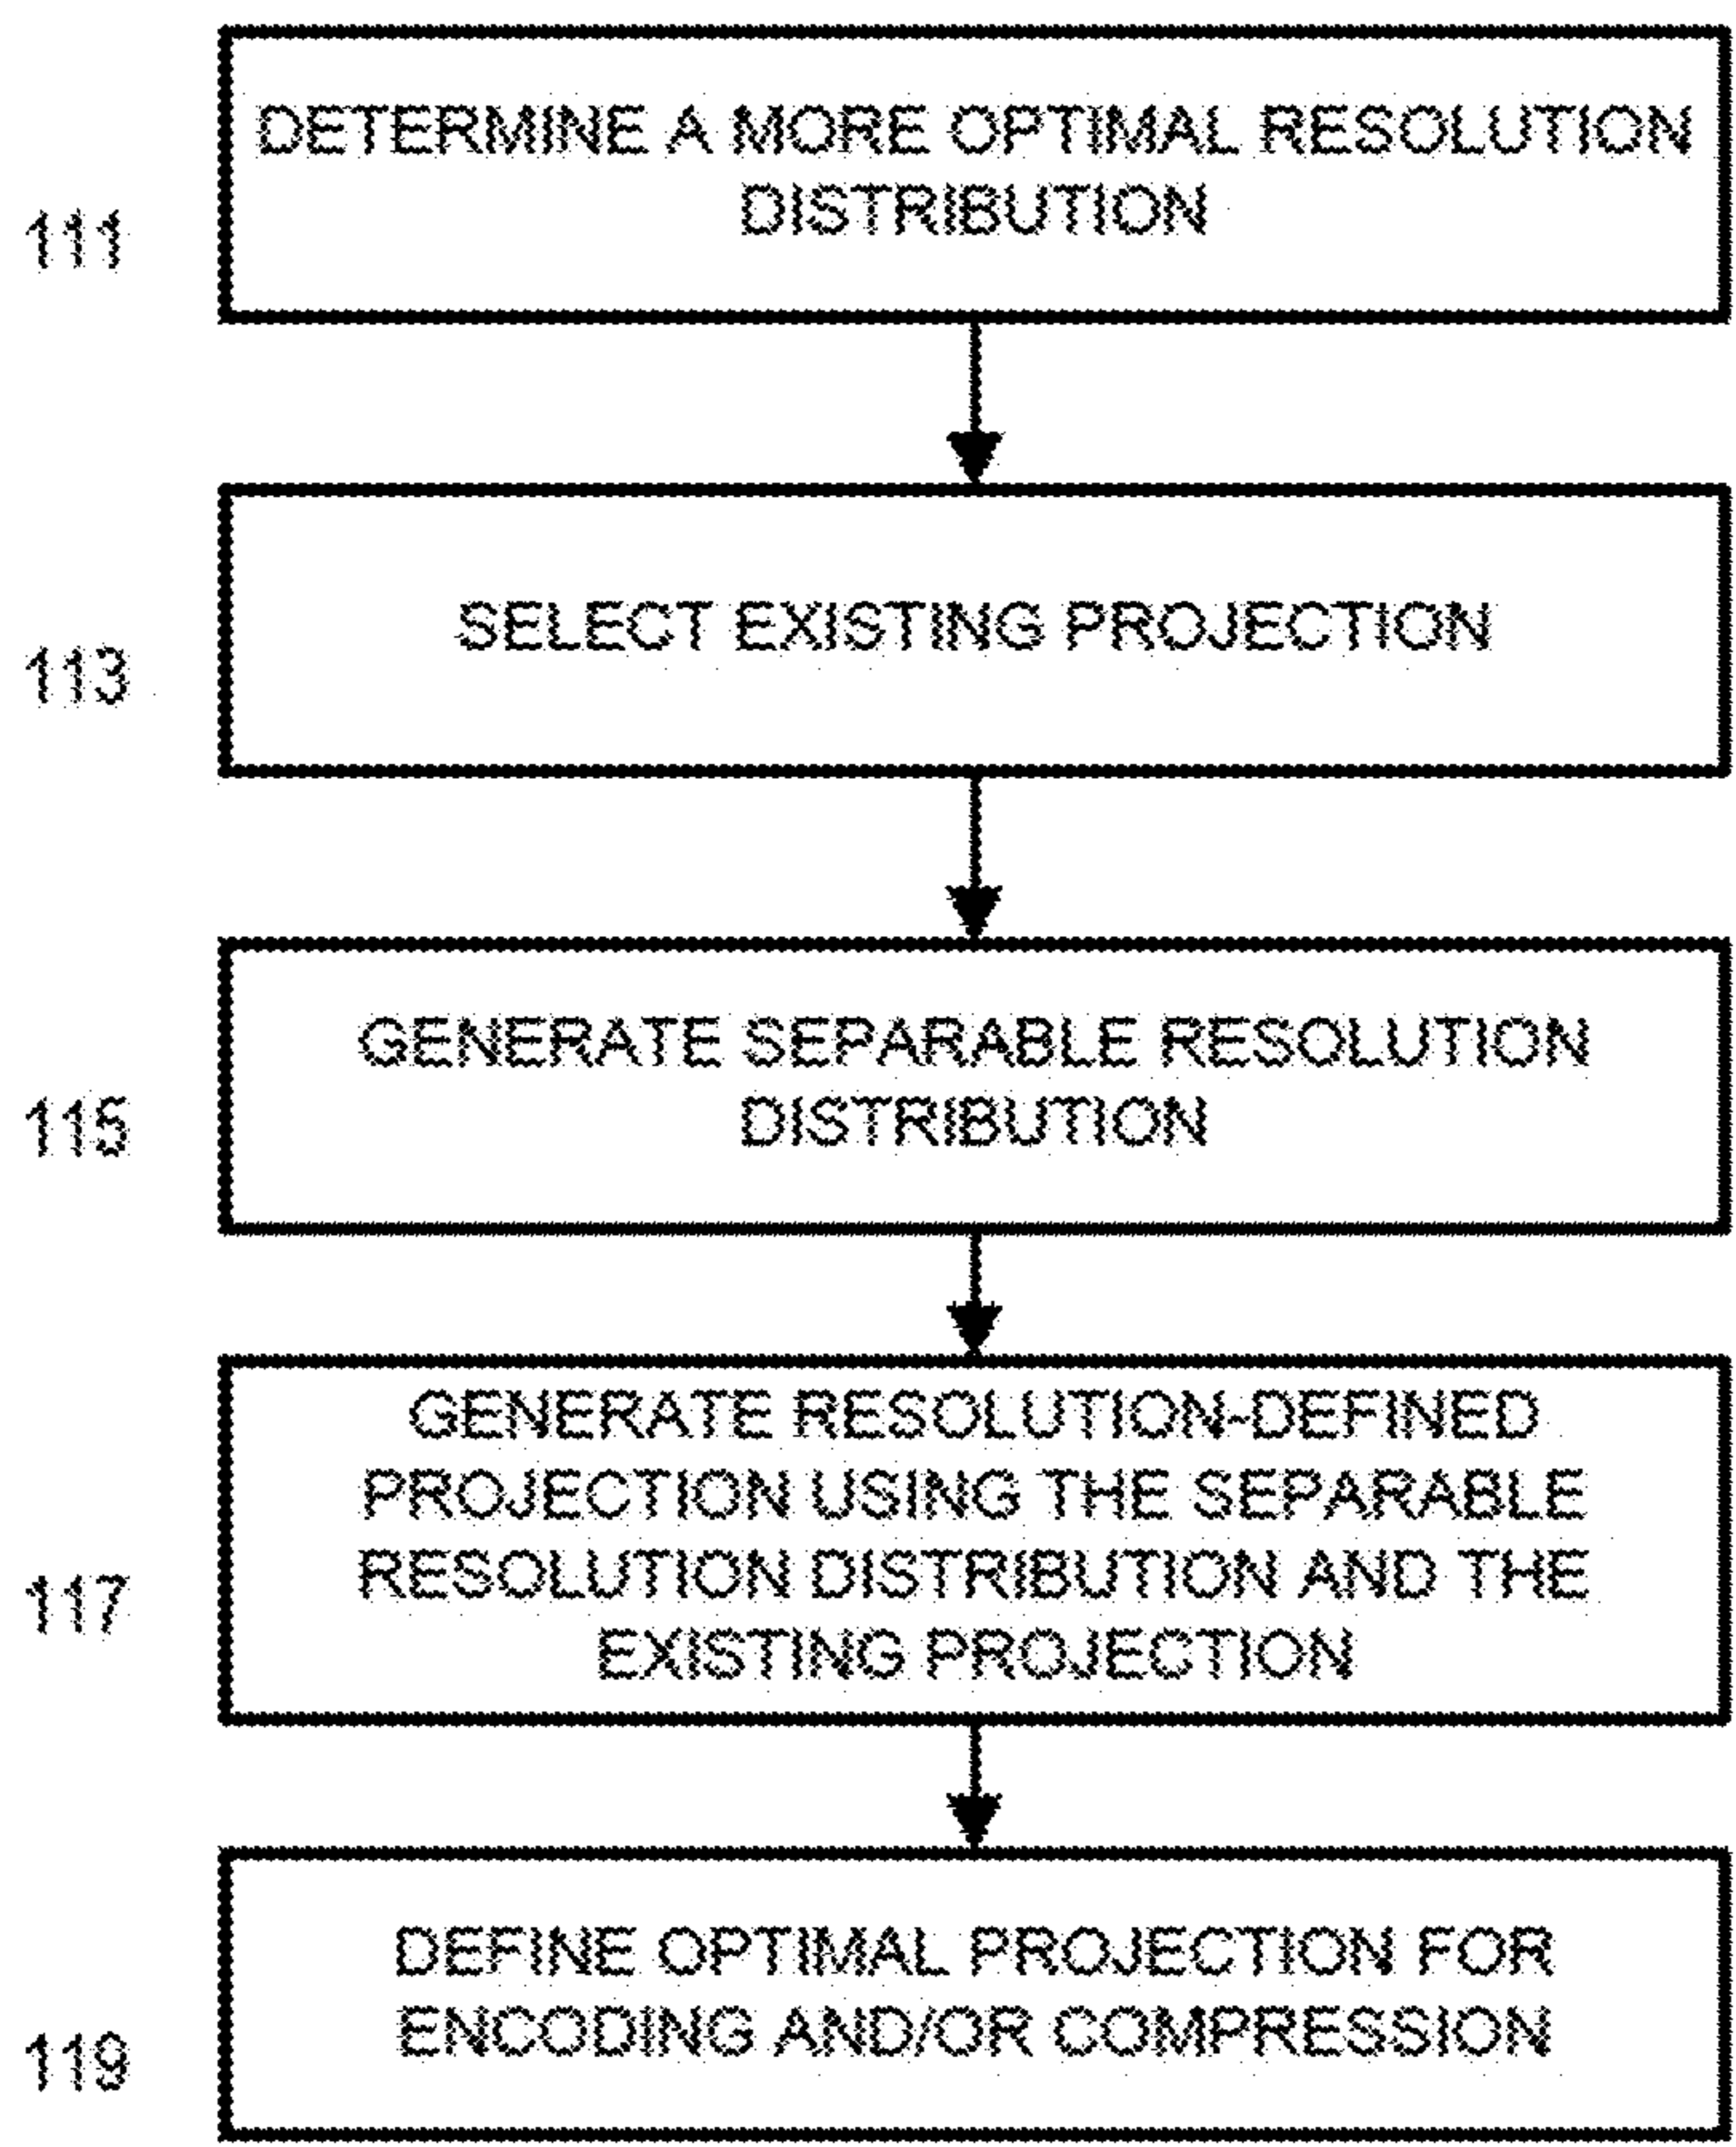 DETERMINE A MORE OPTIMAL RESOLUTION
DISTRIBUTION
111
SELECT EXISTING PROJECTION
113
GENERATE SEPARABLE RESOLUTION
DISTRIBUTION
115
GENERATE RESOLUTION-DEFINED
PROJECTION USING THE SEPARABLE
RESOLUTION DISTRIBUTION AND THE
EXISTING PROJECTION
117
DEFINE OPTIMAL PROJECTION FOR
ENCODING AND/OR COMPRESSION
119